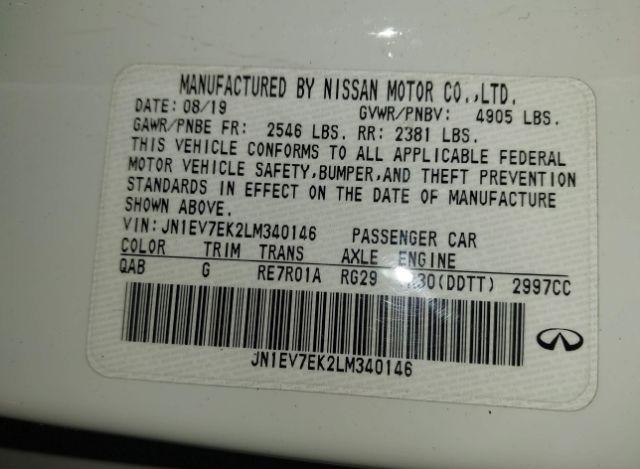 MANUFACTURED BY NISSAN MOTOR CO.,LTD.
DATE: 08/19 GVWR/PNBV: 4905 LBS.
GAWR/PNBE FR: 2546 LBS. RR: 2381 LBS.
THIS VEHICLE CONFORMS TO ALL APPLICABLE FEDERAL
MOTOR VEHICLE SAFETY,BUMPER,AND THEFT PREVENTION
STANDARDS IN EFFECT ON THE DATE OF MANUFACTURE
SHOWN ABOVE.
VIN: JN1EV7EK2LM340146 PASSENGER CAR
COLOR TRIM TRANS AXLE ENGINE
QAB G RE7R01A RG29 2997CC
JN1EV7EK2LM340146